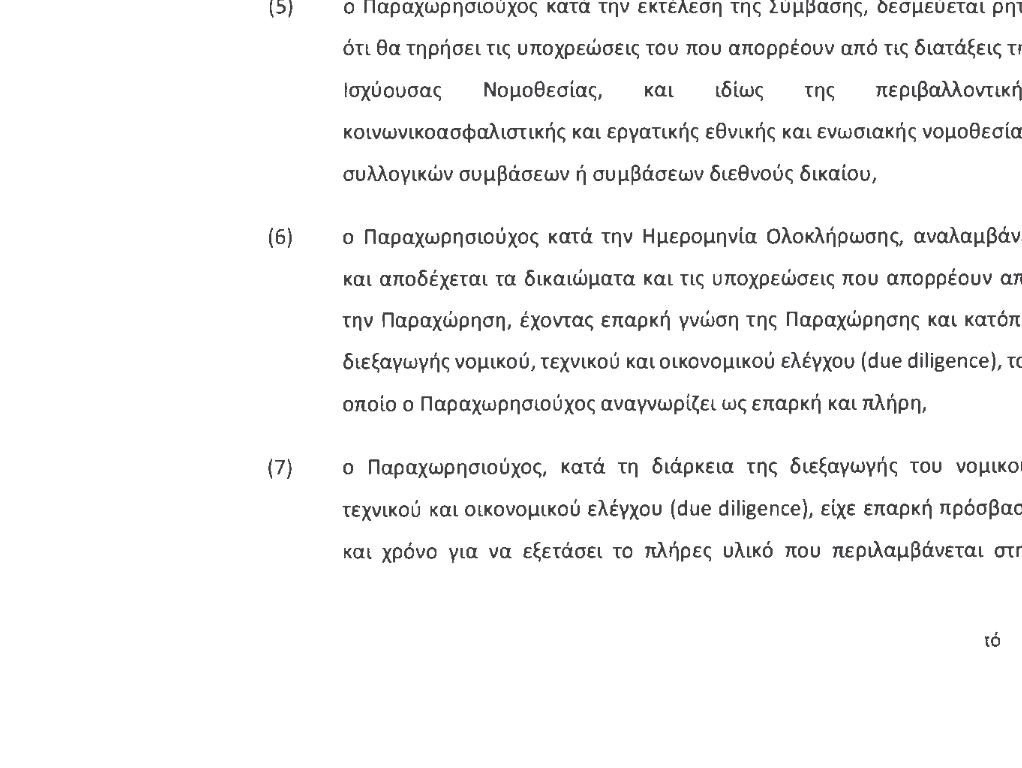 (5) ο Παραχωρησιούχος κατά την εκτέλεση της Σύμβασης, δεσμεύεται ρητ
ότι θα τηρήσει τις υποχρεώσεις του που απορρέουν από τις διατάξεις τη
Ισχύουσας Νομοθεσίας, και ιδίως της περιβαλλοντική
κοινωνικοασφαλιστικής και εργατικής εθνικής και ενωσιακής νομοθεσία
συλλογικών συμβάσεων ή συμβάσεων διεθνούς δικαίου,
(6) ο Παραχωρησιούχος κατά την Ημερομηνία Ολοκλήρωσης, αναλαμβάν
και αποδέχεται τα δικαιώματα και τις υποχρεώσεις που απορρέουν απ
την Παραχώρηση, έχοντας επαρκή γνώση της Παραχώρησης και κατόπ
διεξαγωγής νομικού, τεχνικού και οικονομικού ελέγχου (due diligence), το
οποίο ο Παραχωρησιούχος αναγνωρίζει ως επαρκή και πλήρη,
(7) ο Παραχωρησιούχος, κατά τη διάρκεια της διεξαγωγής του νομικο
τεχνικού και οικονομικού ελέγχου (due diligence), είχε επαρκή πρόσβασ
και χρόνο για να εξετάσει το πλήρες υλικό που περιλαμβάνεται στη
τό